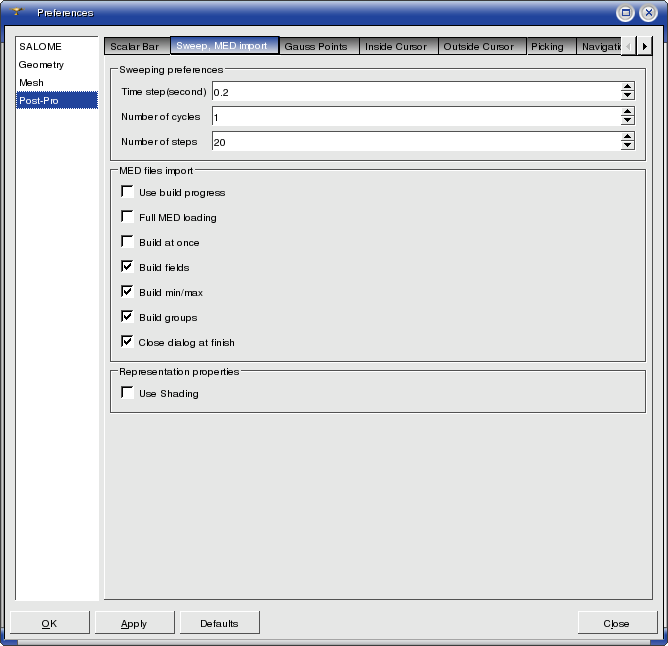 Preferences
SALOME
Geometry
Mesh
Post-Pro
Scalar Bar
Sweep, MED import
Gauss Points
Inside Cursor
Outside Cursor
Picking
Navigatio
Sweeping preferences
Time step(second) 0.2
Number of cycles 1
Number of steps 20
MED files import
Use build progress
Full MED loading
Build at once
Build fields
Build min/max
Build groups
Close dialog at finish
Representation properties
Use Shading
OK
Apply
Defaults
Close